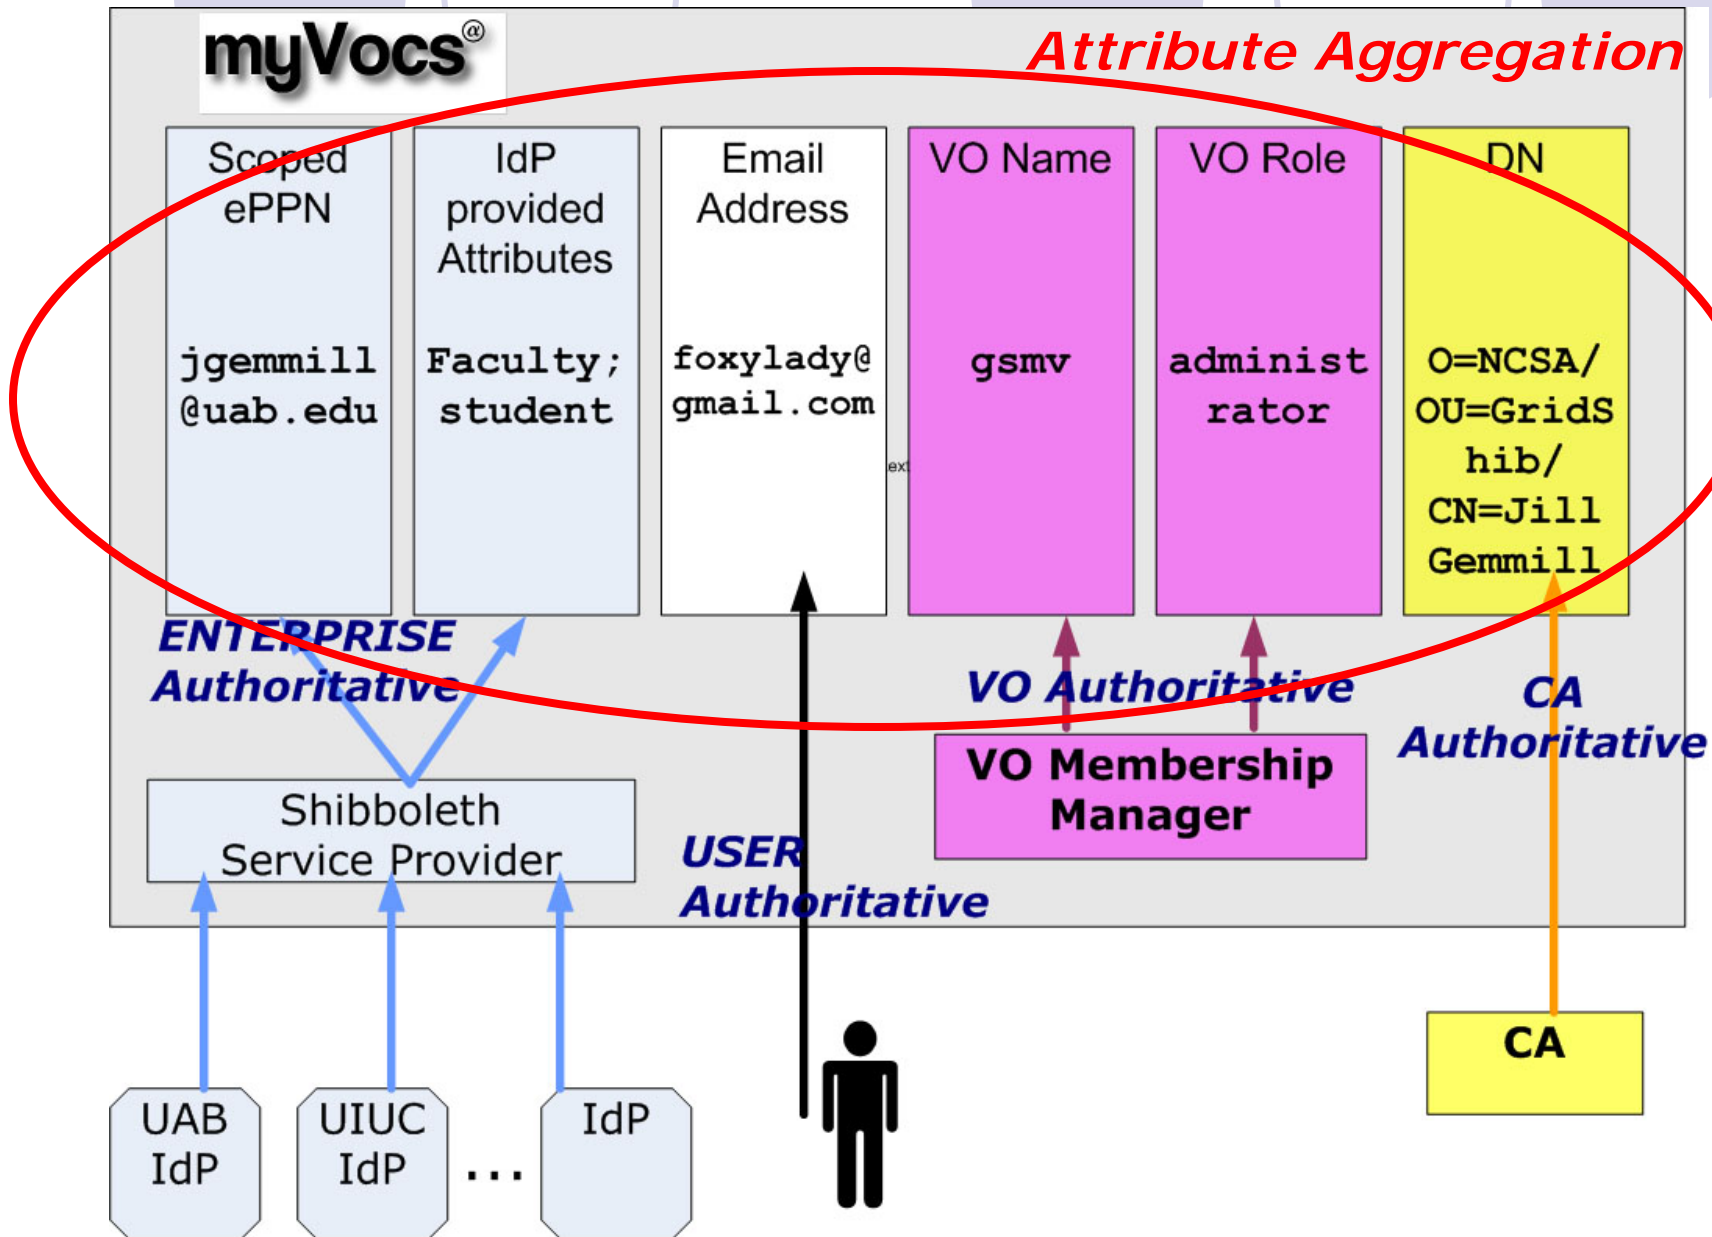 myVocs@
Attribute Aggregation
Scoped
ePPN
jgemmill
@uab.edu
IdP
provided
Attributes
Faculty;
student
Email
Address
foxylady@
gmail.com
ext
VO Name
gsmv
VO Role
administ
rator
DN
O=NCSA/
OU=GridS
hib/
CN=Jill
Gemmill
ENTERPRISE
Authoritative
VO Authoritative
CA
Authoritative
Shibboleth
Service Provider
VO Membership
Manager
USER
Authoritative
UAB
IdP
UIUC
IdP
...
IdP
CA